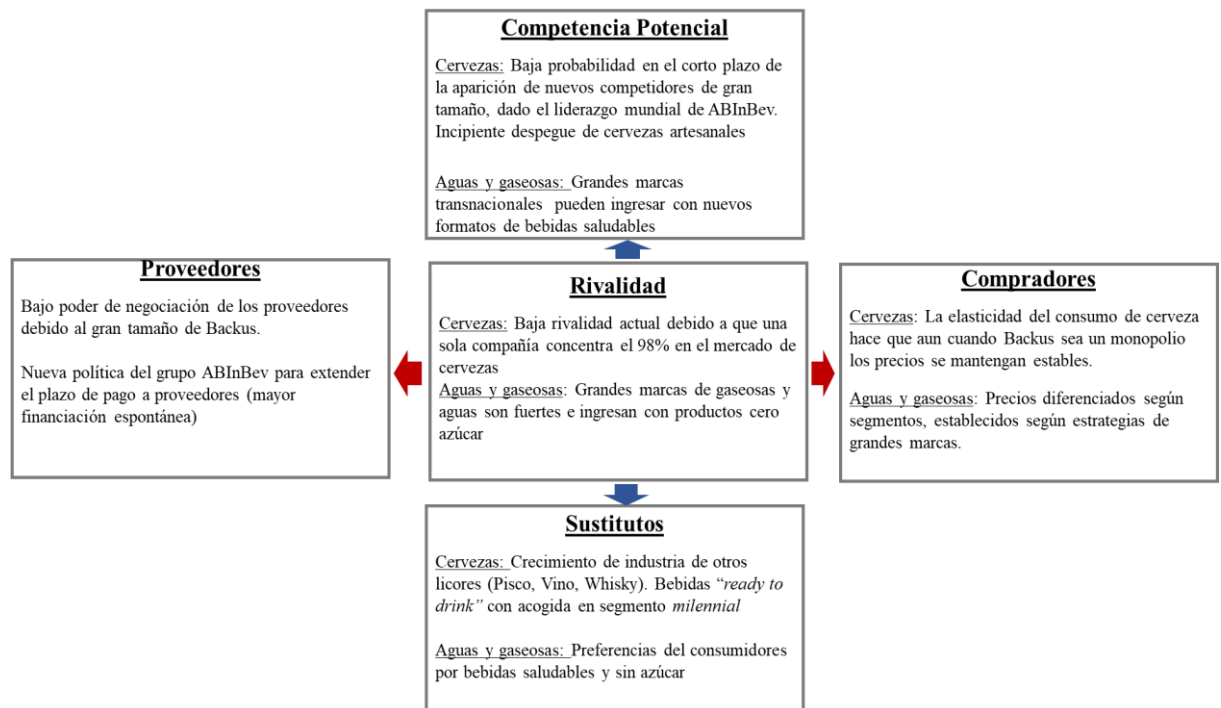 Competencia Potencial
Cervezas: Baja probabilidad en el corto plazo de
la aparición de nuevos competidores de gran
tamaño, dado el liderazgo mundial de ABInBev.
Incipiente despegue de cervezas artesanales
Aguas y gaseosas: Grandes marcas
transnacionales pueden ingresar con nuevos
formatos de bebidas saludables
Proveedores
Bajo poder de negociación de los proveedores
debido al gran tamaño de Backus.
Nueva política del grupo ABInBev para extender
el plazo de pago a proveedores (mayor
financiación espontánea)
Rivalidad
Cervezas: Baja rivalidad actual debido a que una
sola compañía concentra el 98% en el mercado de
cervezas
Aguas y gaseosas: Grandes marcas de gaseosas y
aguas son fuertes e ingresan con productos cero
azúcar
Compradores
Cervezas: La elasticidad del consumo de cerveza
hace que aun cuando Backus sea un monopolio
los precios se mantengan estables.
Aguas y gaseosas: Precios diferenciados según
segmentos, establecidos según estrategias de
grandes marcas.
Sustitutos
Cervezas: Crecimiento de industria de otros
licores (Pisco, Vino, Whisky). Bebidas “ready to
drink” con acogida en segmento milennial
Aguas y gaseosas: Preferencias del consumidores
por bebidas saludables y sin azúcar